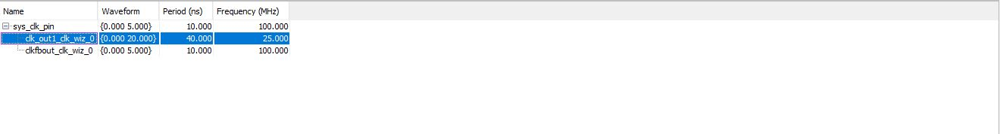 Name Waveform Period (ns) Frequency (MHz)
sys_clk_pin {0.000 5.000} 10.000 100.000
clk_out1_clk_wiz_0 {0.000 20.000} 40.000 25.000
clkfbout_clk_wiz_0 {0.000 5.000} 10.000 100.000